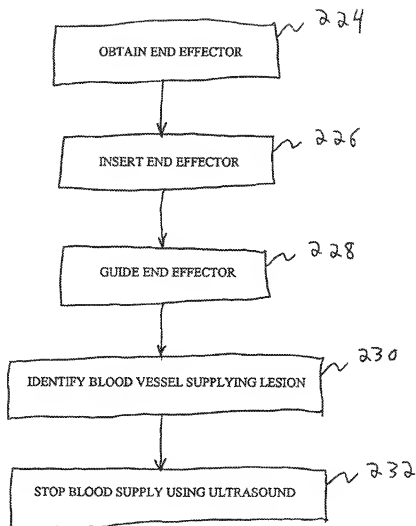 224
OBTAIN END EFFECTOR
226
INSERT END EFFECTOR
228
GUIDE END EFFECTOR
230
IDENTIFY BLOOD VESSEL SUPPLYING LESION
232
STOP BLOOD SUPPLY USING ULTRASOUND